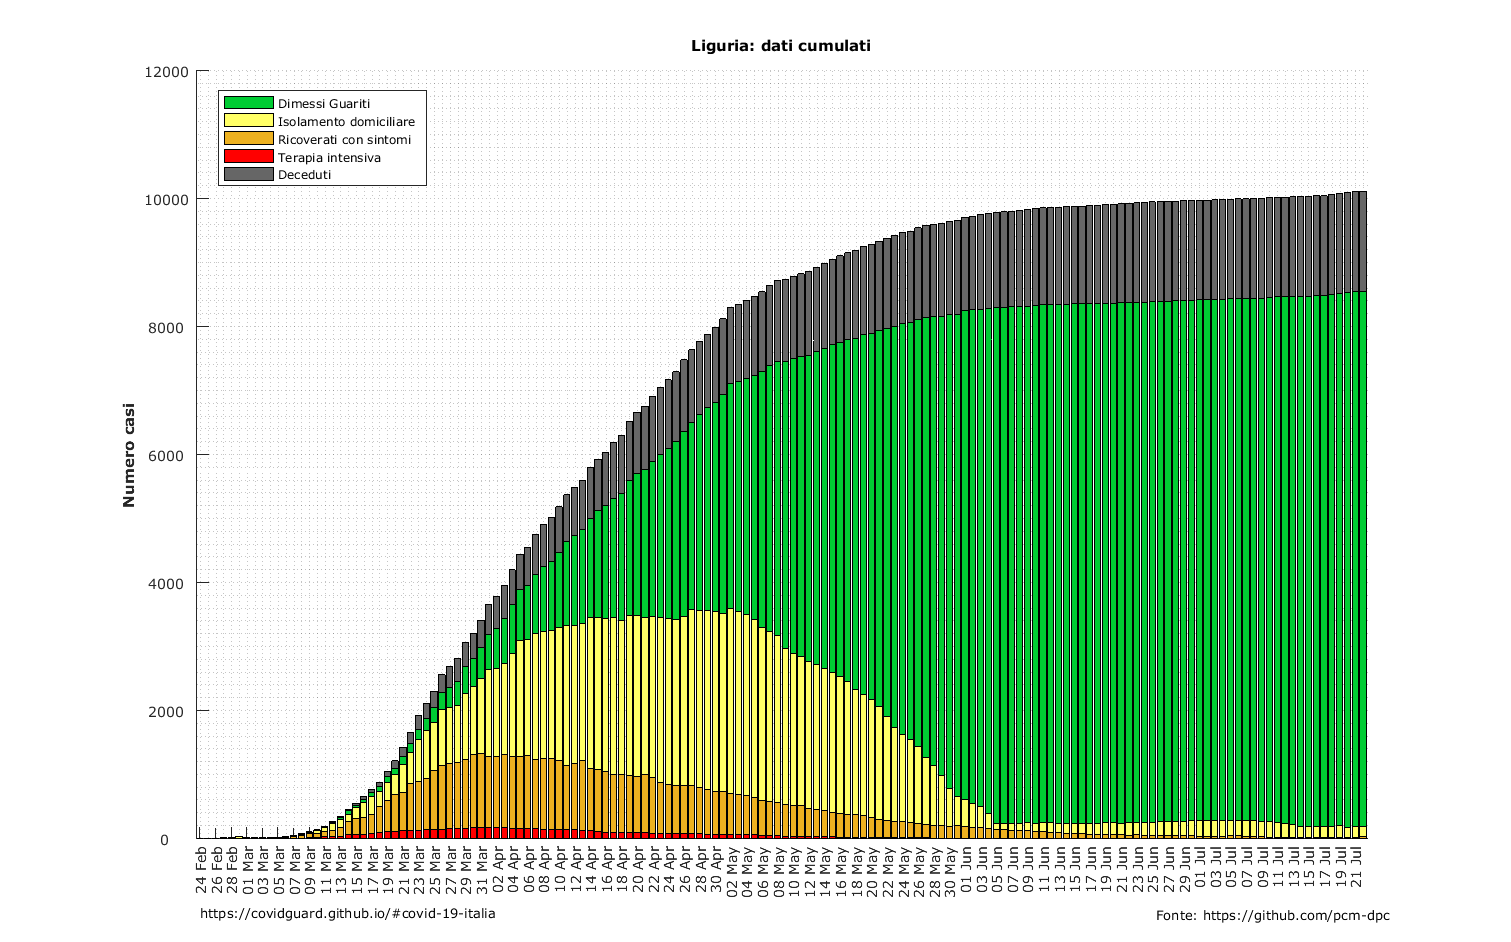 Liguria: dati cumulati
12000
10000
8000
6000
4000
2000
0
Numero casi
Dimessi Guariti
Isolamento domiciliare
Ricoverati con sintomi
Terapia intensiva
Deceduti
24 Feb
26 Feb
28 Feb
01 Mar
03 Mar
05 Mar
07 Mar
09 Mar
11 Mar
13 Mar
15 Mar
17 Mar
19 Mar
21 Mar
23 Mar
25 Mar
27 Mar
29 Mar
31 Mar
02 Apr
04 Apr
06 Apr
08 Apr
10 Apr
12 Apr
14 Apr
16 Apr
18 Apr
20 Apr
22 Apr
24 Apr
26 Apr
28 Apr
30 Apr
02 May
04 May
06 May
08 May
10 May
12 May
14 May
16 May
18 May
20 May
22 May
24 May
26 May
28 May
30 May
01 Jun
03 Jun
05 Jun
07 Jun
09 Jun
11 Jun
13 Jun
15 Jun
17 Jun
19 Jun
21 Jun
23 Jun
25 Jun
27 Jun
29 Jun
01 Jul
03 Jul
05 Jul
07 Jul
09 Jul
11 Jul
13 Jul
15 Jul
17 Jul
19 Jul
21 Jul
https://covidguard.github.io/#covid-19-italia
Fonte: https://github.com/pcm-dpc